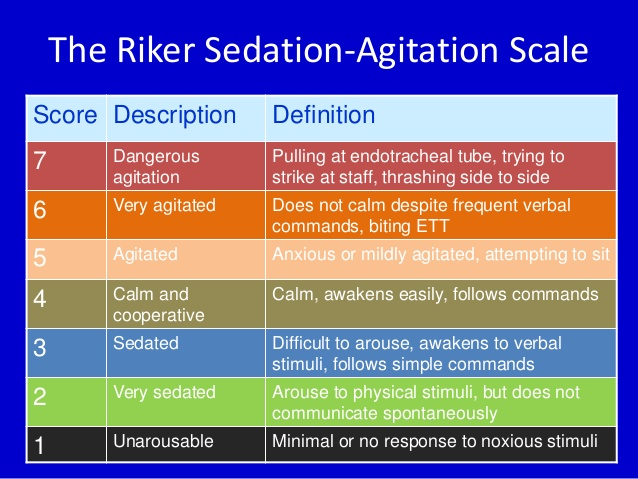 The Riker Sedation-Agitation Scale
Score Description Definition
7 Dangerous agitation Pulling at endotracheal tube, trying to
strike at staff, thrashing side to side
6 Very agitated Does not calm despite frequent verbal
commands, biting ETT
5 Agitated Anxious or mildly agitated, attempting to sit
4 Calm and cooperative Calm, awakens easily, follows commands
3 Sedated Difficult to arouse, awakens to verbal
stimuli, follows simple commands
2 Very sedated Arouse to physical stimuli, but does not
communicate spontaneously
1 Unarousable Minimal or no response to noxious stimuli